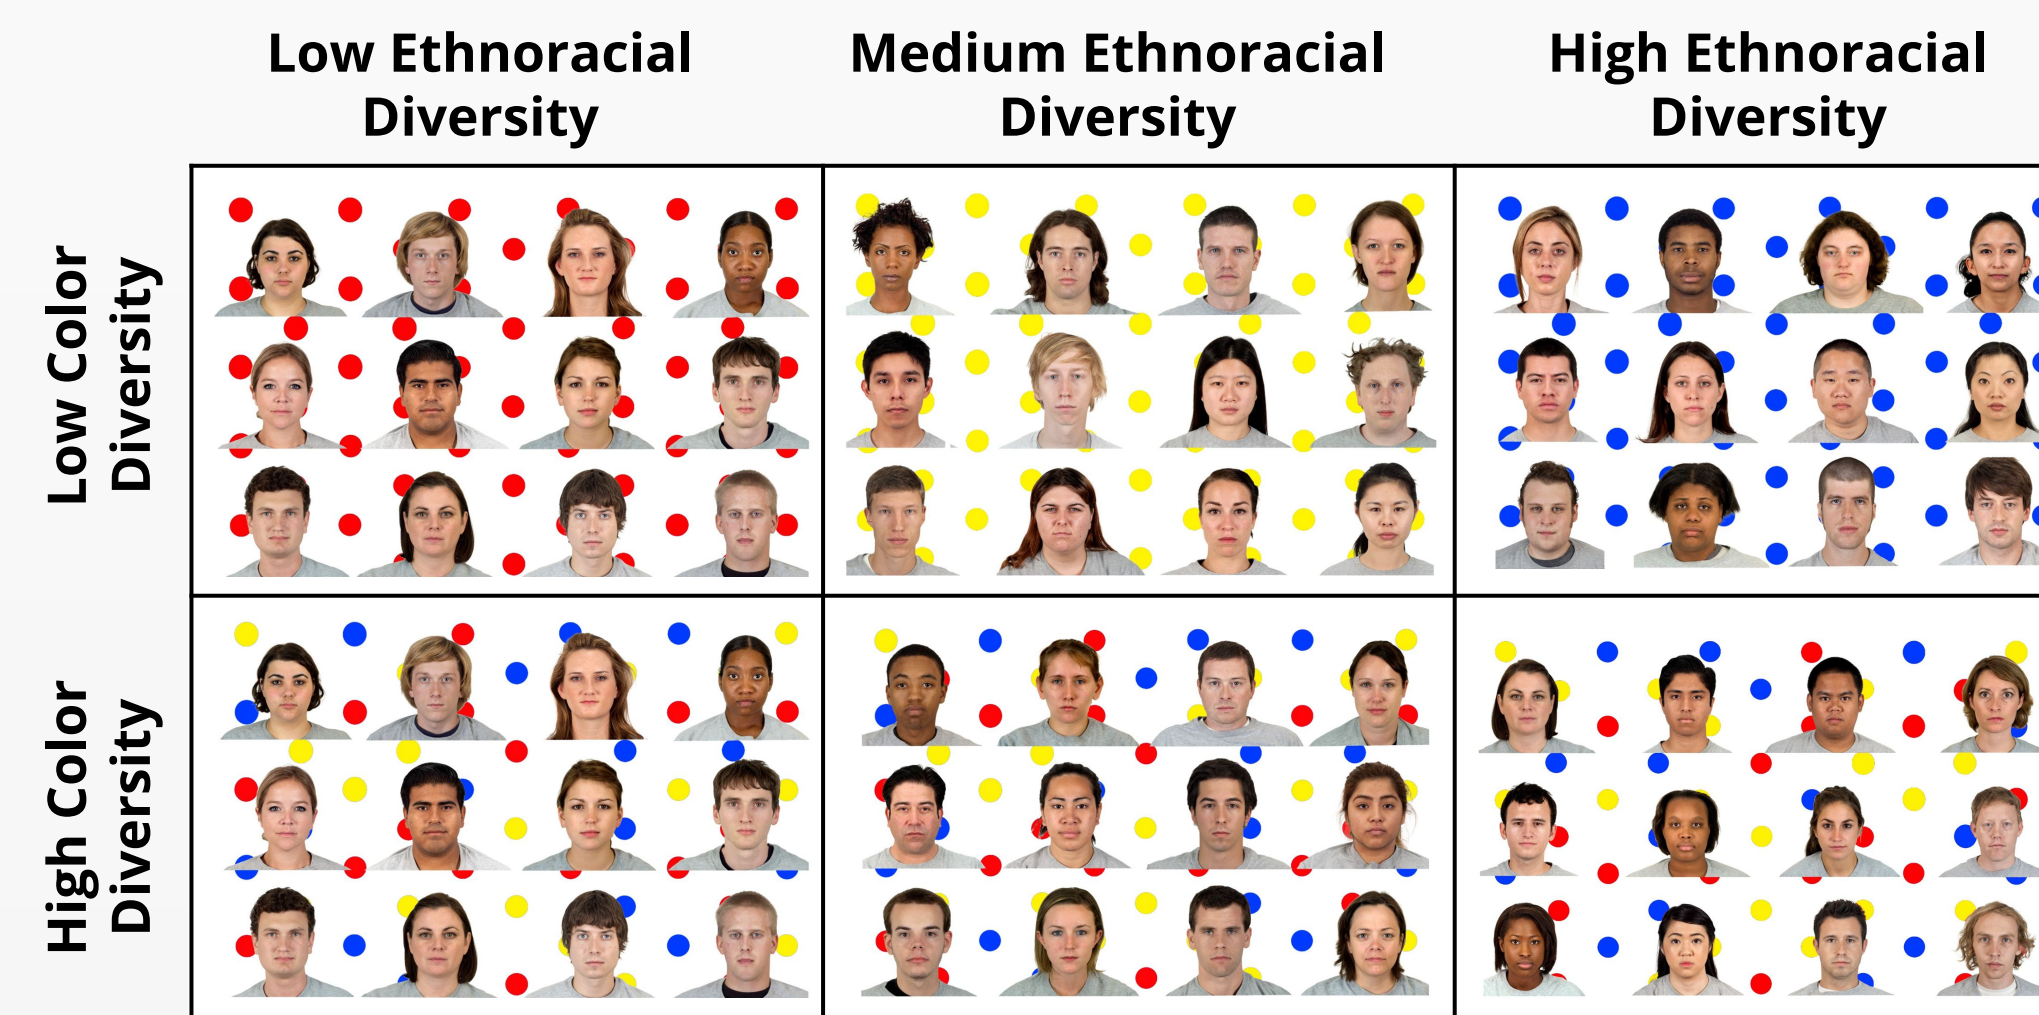 Low Ethnoracial
Diversity
Medium Ethnoracial
Diversity
High Ethnoracial
Diversity
Low Color
Diversity
High Color
Diversity